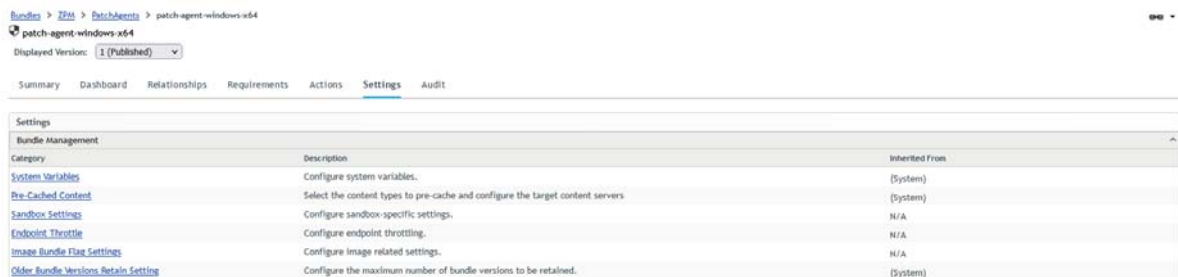 Bundles > ZPM > PatchAgents > patch-agent-windows-x64
patch-agent-windows-x64
Displayed Version: 1 (Published)
Summary Dashboard Relationships Requirements Actions Settings Audit
Settings
Bundle Management
Category Description Inherited From
System Variables Configure system variables. (System)
Pre-Cached Content Select the content types to pre-cache and configure the target content servers (System)
Sandbox Settings Configure sandbox-specific settings. N/A
Endpoint Throttle Configure endpoint throttling. N/A
Image Bundle Flag Settings Configure image related settings. N/A
Older Bundle Versions Retain Setting Configure the maximum number of bundle versions to be retained. (System)